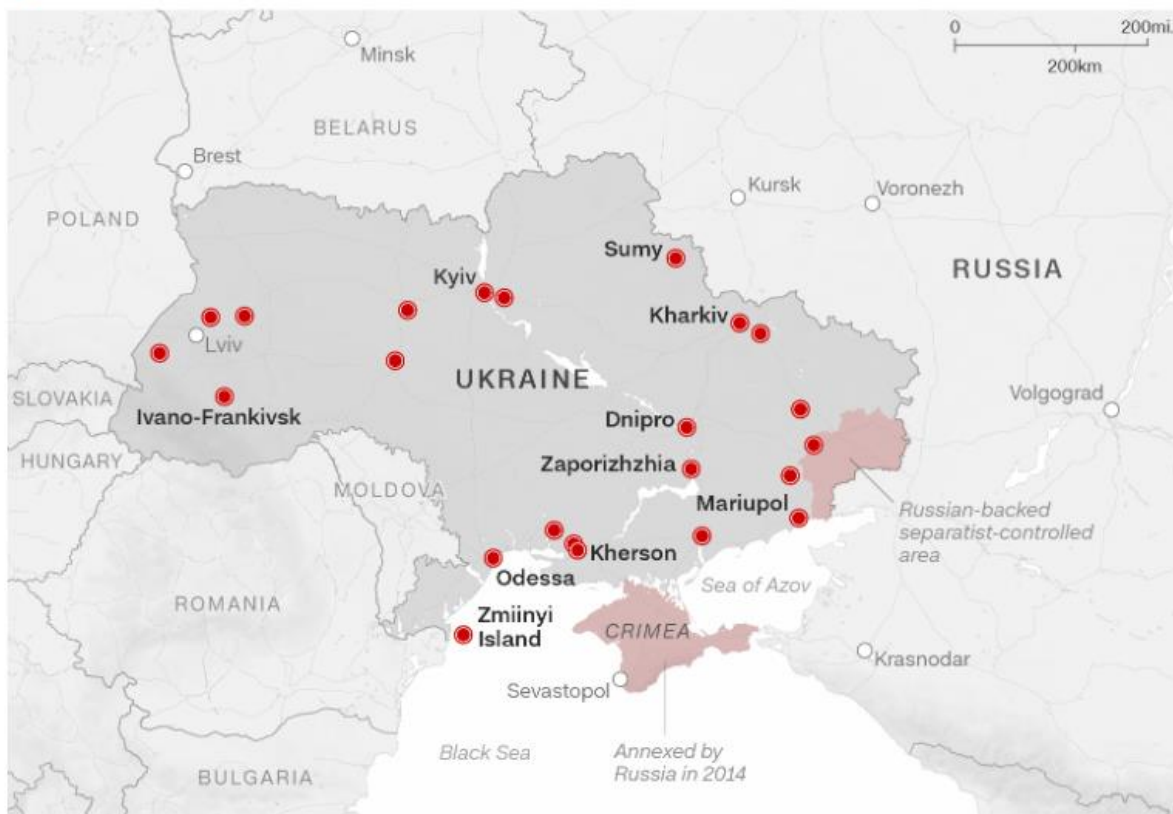 0
200mi.
200km
Minsk
BELARUS
Brest
Kursk
Voronezh
POLAND
Sumy
RUSSIA
Kyiv
Kharkiv
Lviv
UKRAINE
SLOVAKIA
Ivano-Frankivsk
Volgograd
Dnipro
HUNGARY
Zaporizhzhia
MOLDOVA
Mariupol
Russian-backed
separatist-controlled
area
Kherson
Odessa
Sea of Azov
ROMANIA
Zmiinyi
Island
CRIMEA
Krasnodar
Sevastopol
Black Sea
Annexed by
Russia in 2014
BULGARIA